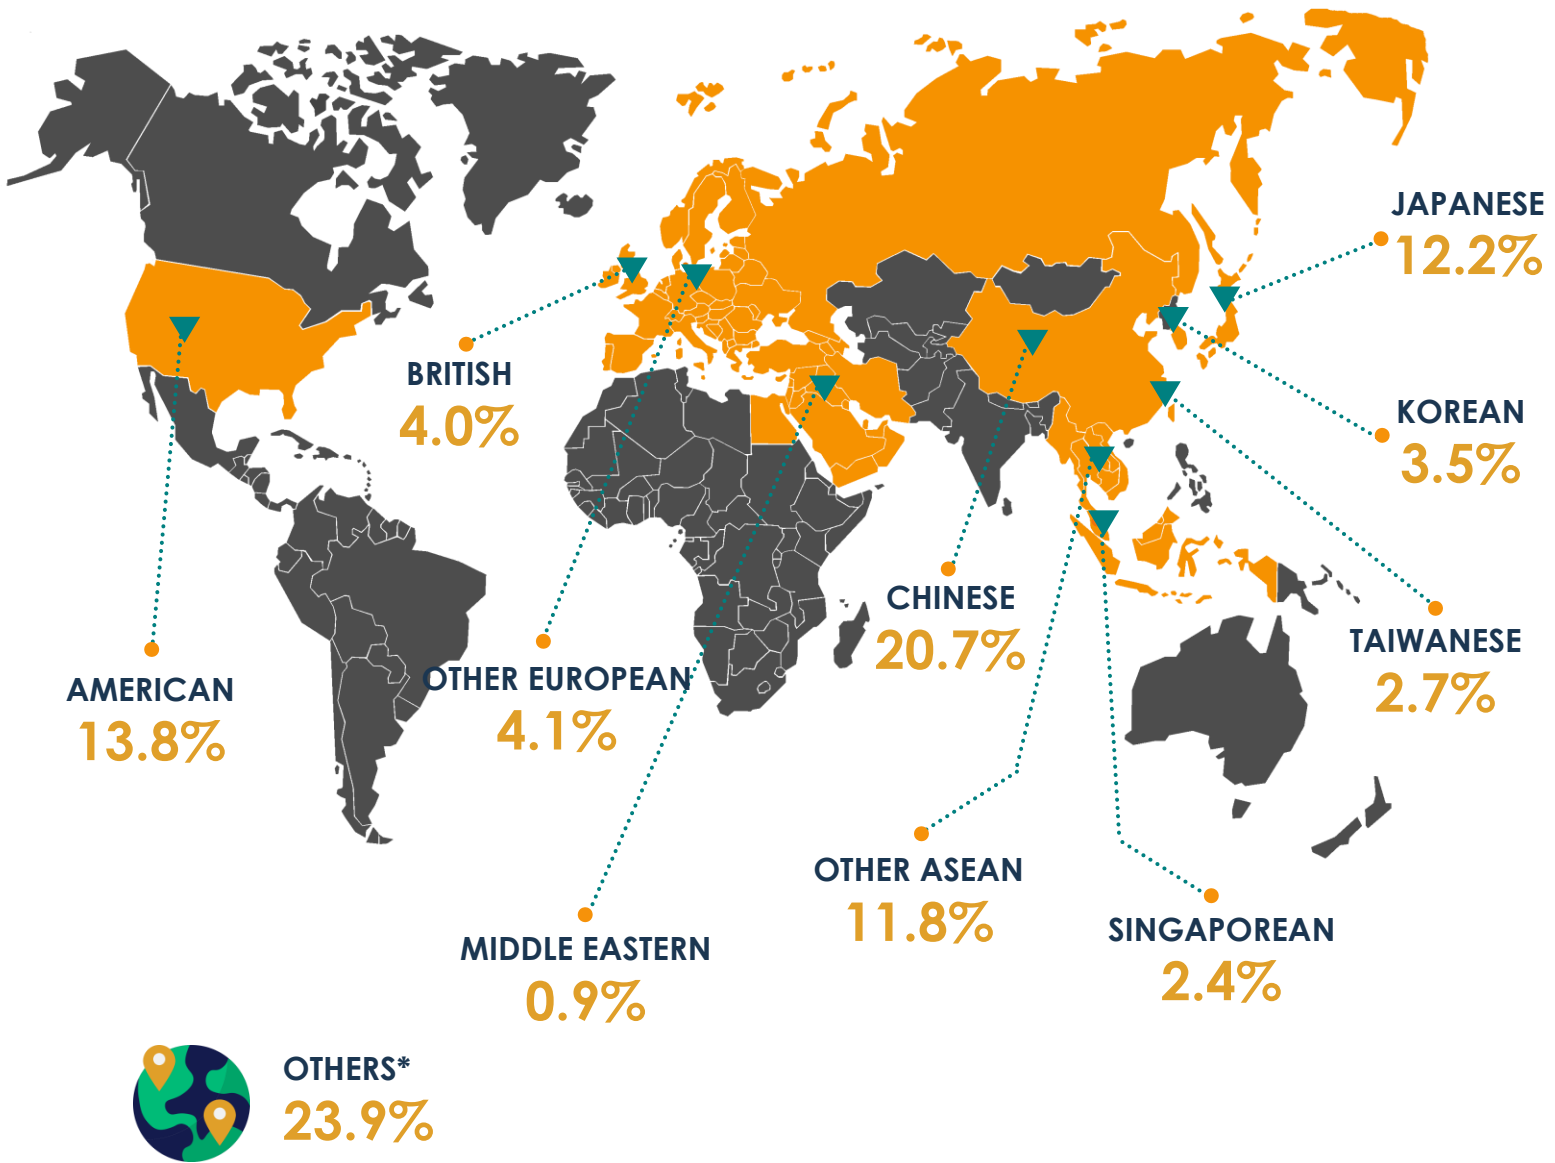 JAPANESE
12.2%
BRITISH
4.0%
KOREAN
3.5%
CHINESE
20.7%
TAIWANESE
2.7%
AMERICAN
13.8%
OTHER EUROPEAN
4.1%
OTHER ASEAN
11.8%
SINGAPOREAN
2.4%
MIDDLE EASTERN
0.9%
OTHERS*
23.9%